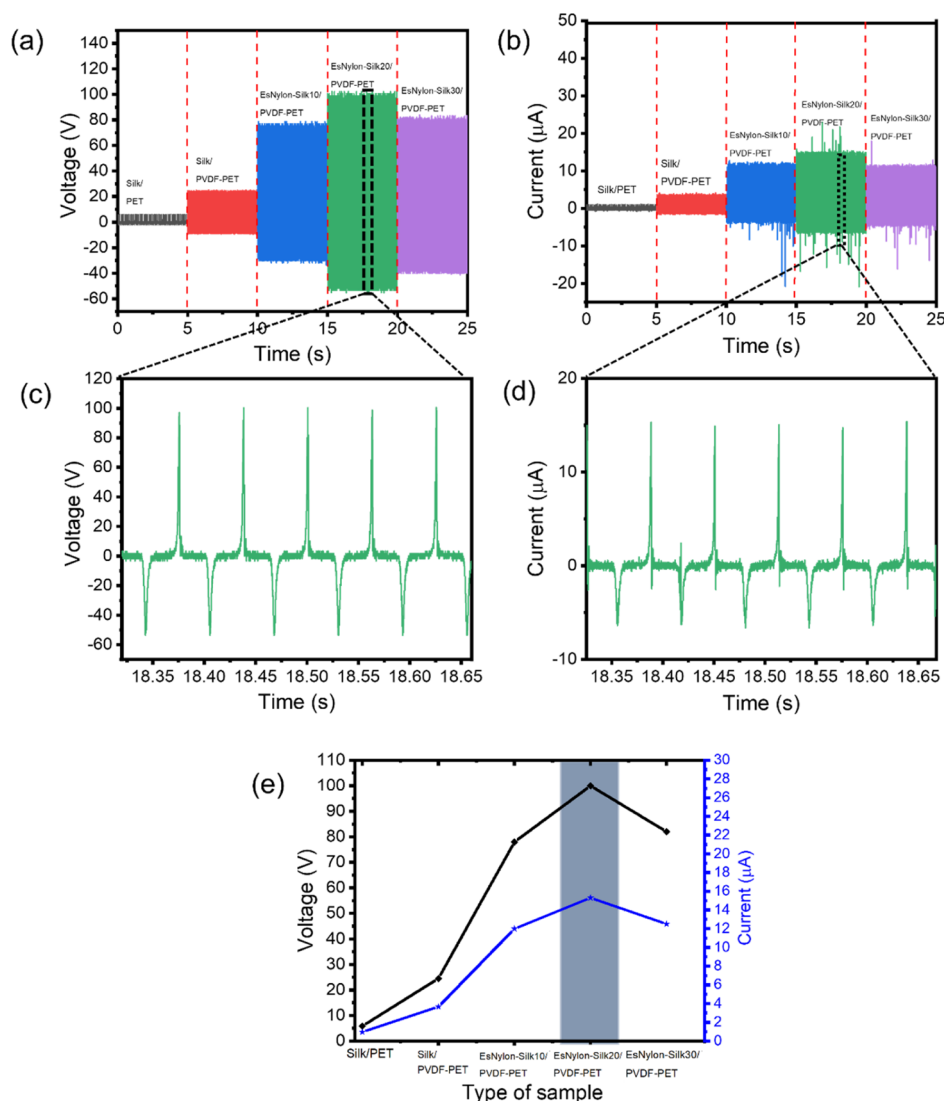 (a)
140
120
100
80
60
40
20
0
-20
-40
-60
Voltage (V)
Silk/
PET
Silk/
PVDF-PET
EsNylon-Silk10/
PVDF-PET
EsNylon-Silk20/
PVDF-PET
EsNylon-Silk30/
PVDF-PET
0 5 10 15 20 25
Time (s)
(b)
50
40
30
20
10
0
-10
-20
Current (µA)
Silk/PET
Silk/
PVDF-PET
EsNylon-Silk10/
PVDF-PET
EsNylon-Silk20/
PVDF-PET
EsNylon-Silk30/
PVDF-PET
0 5 10 15 20 25
Time (s)
(c)
120
100
80
60
40
20
0
-20
-40
-60
Voltage (V)
18.35 18.40 18.45 18.50 18.55 18.60 18.65
Time (s)
(d)
20
10
0
-10
Current (µA)
18.35 18.40 18.45 18.50 18.55 18.60 18.65
Time (s)
(e)
110
100
90
80
70
60
50
40
30
20
10
0
Voltage (V)
30
28
26
24
22
20
18
16
14
12
10
8
6
4
2
0
Current (µA)
Silk/PET
Silk/
PVDF-PET
EsNylon-Silk10/
PVDF-PET
EsNylon-Silk20/
PVDF-PET
EsNylon-Silk30/
PVDF-PET
Type of sample